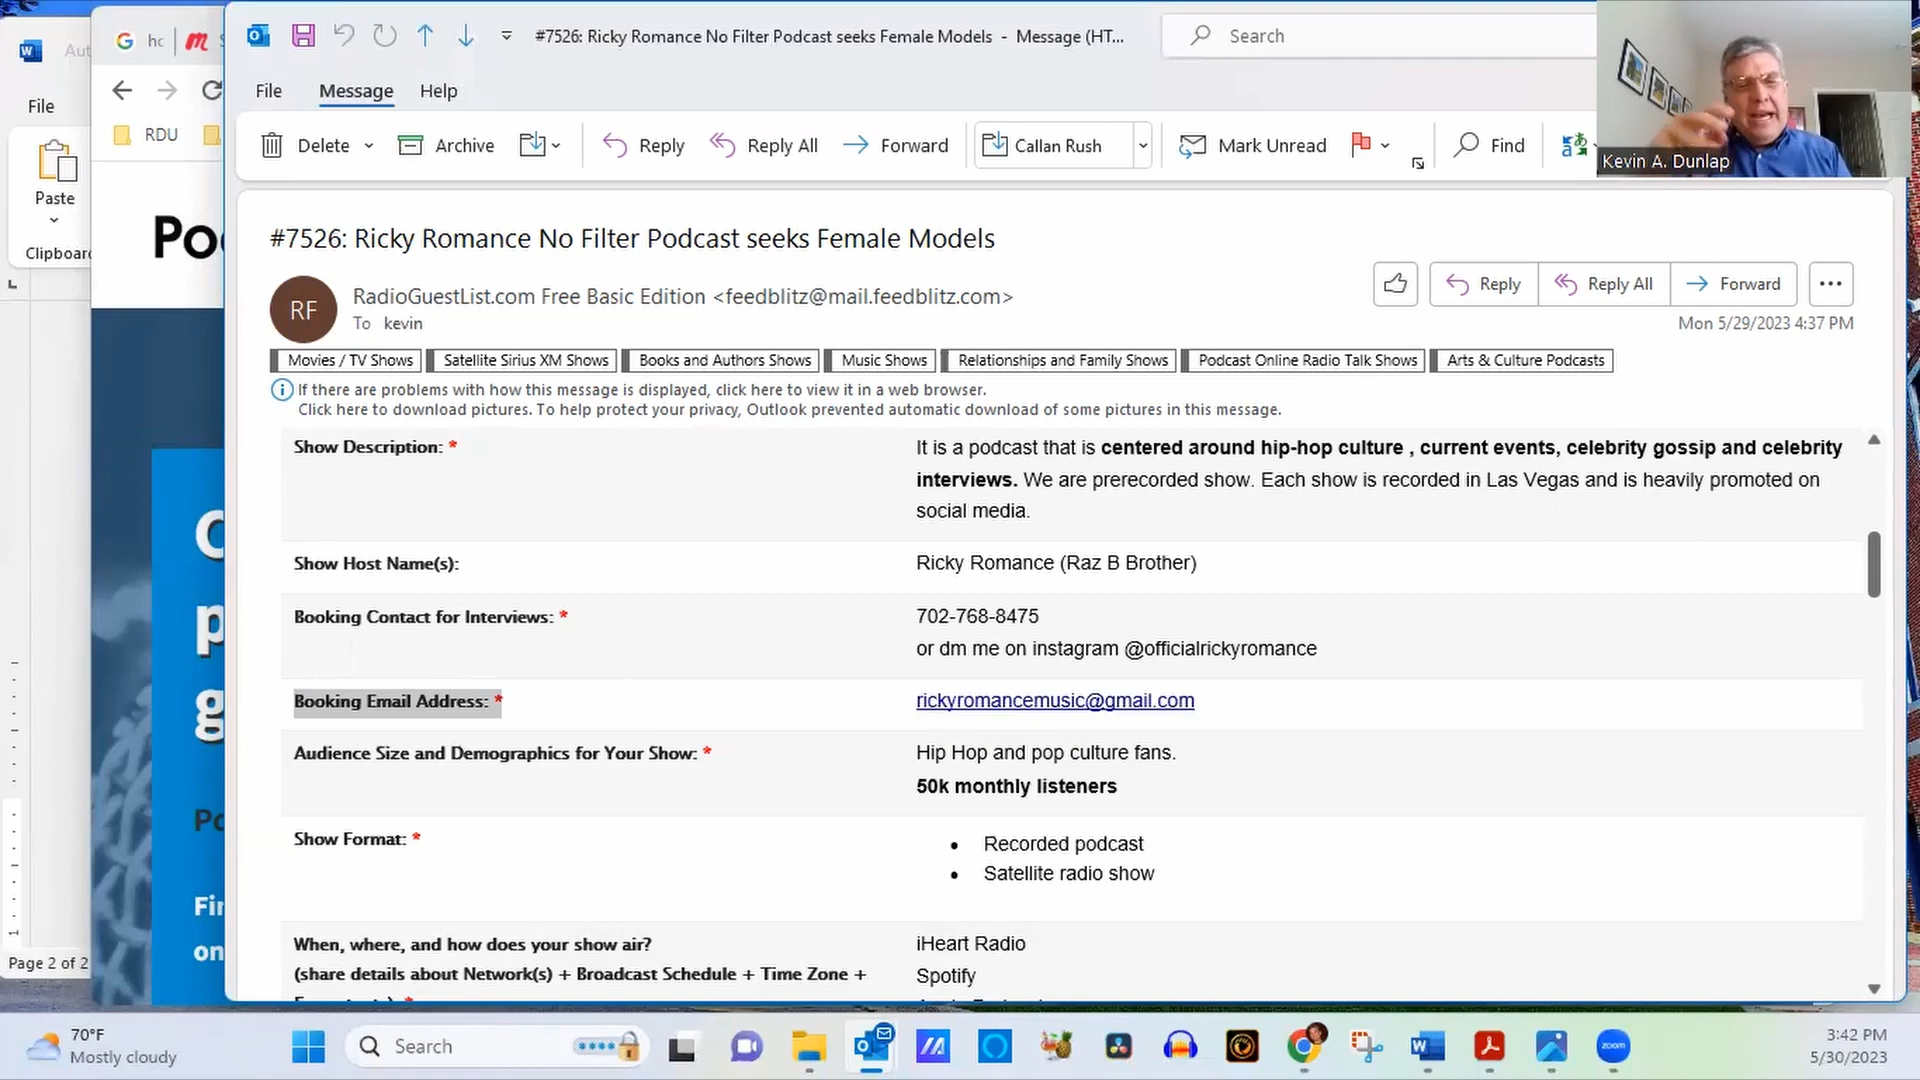 #7526: Ricky Romance No Filter Podcast seeks Female Models - Message (HT...
Search
Aut
File
Paste
Clipboard
RDU
Po
File Message Help
Delete Archive Reply Reply All Forward Callan Rush Mark Unread Find
Kevin A. Dunlap
#7526: Ricky Romance No Filter Podcast seeks Female Models
RF
RadioGuestList.com Free Basic Edition <feedblitz@mail.feedblitz.com>
To kevin
Reply Reply All Forward
Mon 5/29/2023 4:37 PM
Movies / TV Shows Satellite Sirius XM Shows Books and Authors Shows Music Shows Relationships and Family Shows Podcast Online Radio Talk Shows Arts & Culture Podcasts
If there are problems with how this message is displayed, click here to view it in a web browser.
Click here to download pictures. To help protect your privacy, Outlook prevented automatic download of some pictures in this message.
Show Description: *
It is a podcast that is centered around hip-hop culture , current events, celebrity gossip and celebrity
interviews. We are prerecorded show. Each show is recorded in Las Vegas and is heavily promoted on
social media.
Show Host Name(s):
Ricky Romance (Raz B Brother)
Booking Contact for Interviews: *
702-768-8475
or dm me on instagram @officialrickyromance
Booking Email Address: *
rickyromancemusic@gmail.com
Audience Size and Demographics for Your Show: *
Hip Hop and pop culture fans.
50k monthly listeners
Show Format: *
• Recorded podcast
• Satellite radio show
When, where, and how does your show air?
(share details about Network(s) + Broadcast Schedule + Time Zone +
iHeart Radio
Spotify
Page 2 of 2
70°F
Mostly cloudy
Search
zoom
3:42 PM
5/30/2023